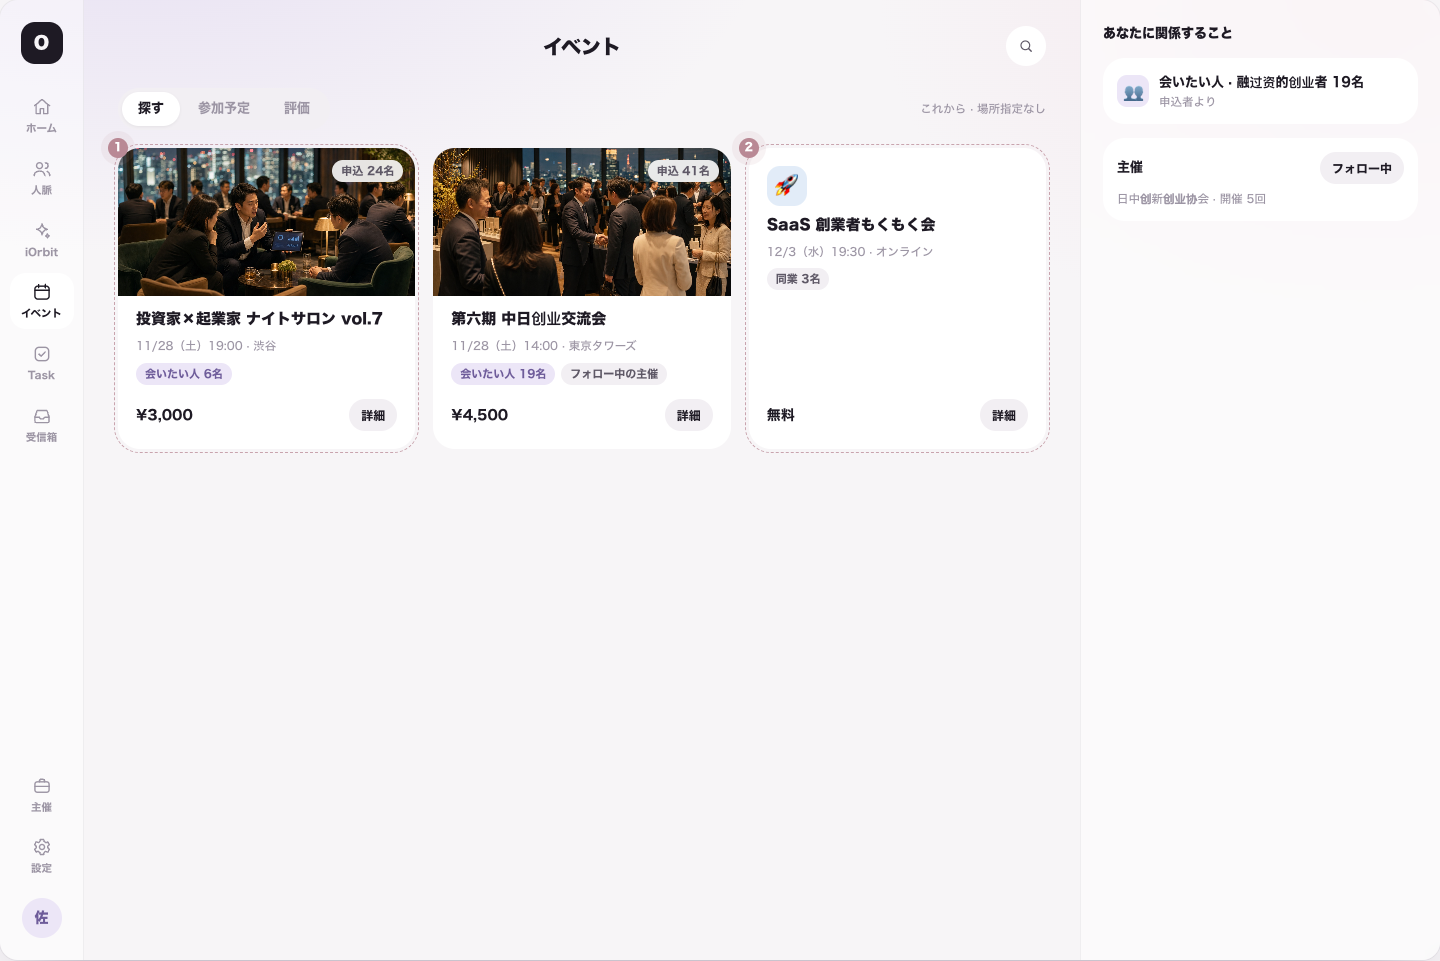 O
ホーム
人脈
iOrbit
イベント
Task
受信箱
主催
設定
佐
イベント
探す
参加予定
評価
これから · 場所指定なし
1
申込 24名
投資家×起業家 ナイトサロン vol.7
11/28（土）19:00 · 渋谷
会いたい人 6名
¥3,000
詳細
申込 41名
第六期 中日创业交流会
11/28（土）14:00 · 東京タワーズ
会いたい人 19名
フォロー中の主催
¥4,500
詳細
2
SaaS 創業者もくもく会
12/3（水）19:30 · オンライン
同業 3名
無料
詳細
あなたに関係すること
会いたい人 · 融过资的创业者 19名
申込者より
主催
フォロー中
日中创新创业协会 · 開催 5回